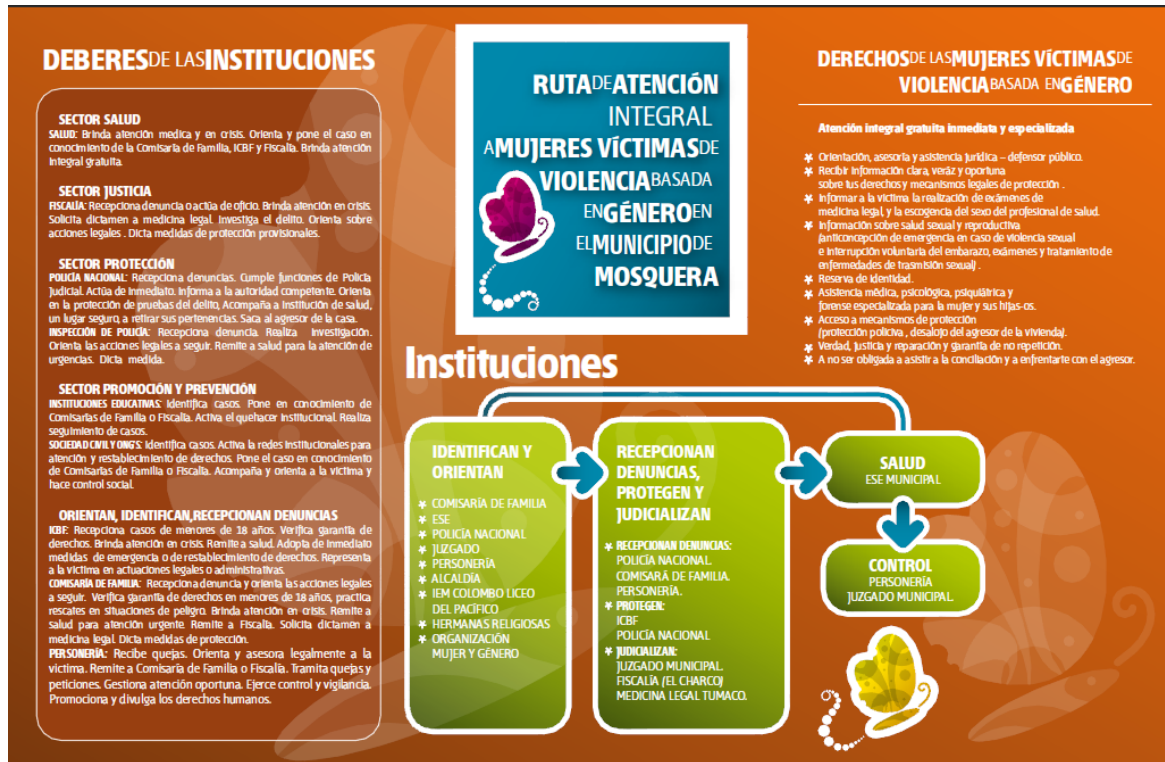 DEBERES DE LAS INSTITUCIONES
SECTOR SALUD
SALUD: Brinda atención medica y en crisis. Orienta y pone el caso en
conocimiento de la Comisaría de Familia, ICBF y Fiscalía. Brinda atención
integral gratuita.
SECTOR JUSTICIA
FISCALÍA: Recepciona denuncia o actúa de oficio. Brinda atención en crisis.
Solicita dictamen a medicina legal. Investiga el delito. Orienta sobre
acciones legales . Dicta medidas de protección provisionales.
SECTOR PROTECCIÓN
POLICÍA NACIONAL: Recepciona denuncias. Cumple funciones de Policía
Judicial. Actúa de inmediato. Informa a la autoridad competente. Orienta
en la protección de pruebas del delito, Acompaña a institución de salud,
un lugar seguro, a retirar sus pertenencias. Saca al agresor de la casa.
INSPECCIÓN DE POLICÍA: Recepciona denuncia. Realiza Investigación.
Orienta las acciones legales a seguir. Remite a salud para la atención de
urgencias. Dicta medida.
SECTOR PROMOCIÓN Y PREVENCIÓN
INSTITUCIONES EDUCATIVAS: Identifica casos. Pone en conocimiento de
Comisarías de Familia o Fiscalía. Activa el quehacer institucional. Realiza
seguimiento de casos.
SOCIEDAD CIVIL Y ONG'S: Identifica casos. Activa la redes institucionales para
atención y restablecimiento de derechos. Pone el caso en conocimiento
de Comisarías de Familia o Fiscalía. Acompaña y orienta a la víctima y
hace control social.
ORIENTAN, IDENTIFICAN,RECEPCIONAN DENUNCIAS
ICBF: Recepciona casos de menores de 18 años. Verifica garantía de
derechos. Brinda atención en crisis. Remite a salud. Adopta de inmediato
medidas de emergencia o de restablecimiento de derechos. Representa
a la víctima en actuaciones legales o administrativas.
COMISARÍA DE FAMILIA: Recepciona denuncia y orienta las acciones legales
a seguir. Verifica garantía de derechos en menores de 18 años, practica
rescates en situaciones de peligro. Brinda atención en crisis. Remite a
salud para atención urgente. Remite a Fiscalía. Solicita dictamen a
medicina legal. Dicta medidas de protección.
PERSONERÍA: Recibe quejas. Orienta y asesora legalmente a la
víctima. Remite a Comisaría de Familia o Fiscalía. Tramita quejas y
peticiones. Gestiona atención oportuna. Ejerce control y vigilancia.
Promociona y divulga los derechos humanos.
RUTA DE ATENCIÓN
INTEGRAL
A MUJERES VÍCTIMAS DE
VIOLENCIA BASADA
EN GÉNERO EN
EL MUNICIPIO DE
MOSQUERA
DERECHOS DE LAS MUJERES VÍCTIMAS DE
VIOLENCIA BASADA EN GÉNERO
Atención integral gratuita inmediata y especializada
Orientación, asesoría y asistencia jurídica – defensor público.
Recibir información clara, veráz y oportuna
sobre tus derechos y mecanismos legales de protección .
Informar a la víctima la realización de exámenes de
medicina legal, y la escogencia del sexo del profesional de salud.
Información sobre salud sexual y reproductiva
(anticoncepción de emergencia en caso de violencia sexual
e interrupción voluntaria del embarazo, exámenes y tratamiento de
enfermedades de trasmisión sexual) .
Reserva de identidad.
Asistencia médica, psicológica, psiquiátrica y
forense especializada para la mujer y sus hijas-os.
Acceso a mecanismos de protección
(protección policiva , desalojo del agresor de la vivienda).
Verdad, justicia y reparación y garantía de no repetición.
A no ser obligada a asistir a la conciliación y a enfrentarte con el agresor.
Instituciones
IDENTIFICAN Y
ORIENTAN
COMISARÍA DE FAMILIA
ESE
POLICÍA NACIONAL
JUZGADO
PERSONERÍA
ALCALDÍA
IEM COLOMBO LICEO
DEL PACÍFICO
HERMANAS RELIGIOSAS
ORGANIZACIÓN
MUJER Y GÉNERO
RECEPCIONAN
DENUNCIAS,
PROTEGEN Y
JUDICIALIZAN
RECEPCIONAN DENUNCIAS:
POLICÍA NACIONAL.
COMISARÁ DE FAMILIA.
PERSONERÍA.
PROTEGEN:
ICBF
POLICÍA NACIONAL
JUDICIALIZAN:
JUZGADO MUNICIPAL.
FISCALÍA (EL CHARCO)
MEDICINA LEGAL TUMACO.
SALUD
ESE MUNICIPAL
CONTROL
PERSONERÍA
JUZGADO MUNICIPAL.